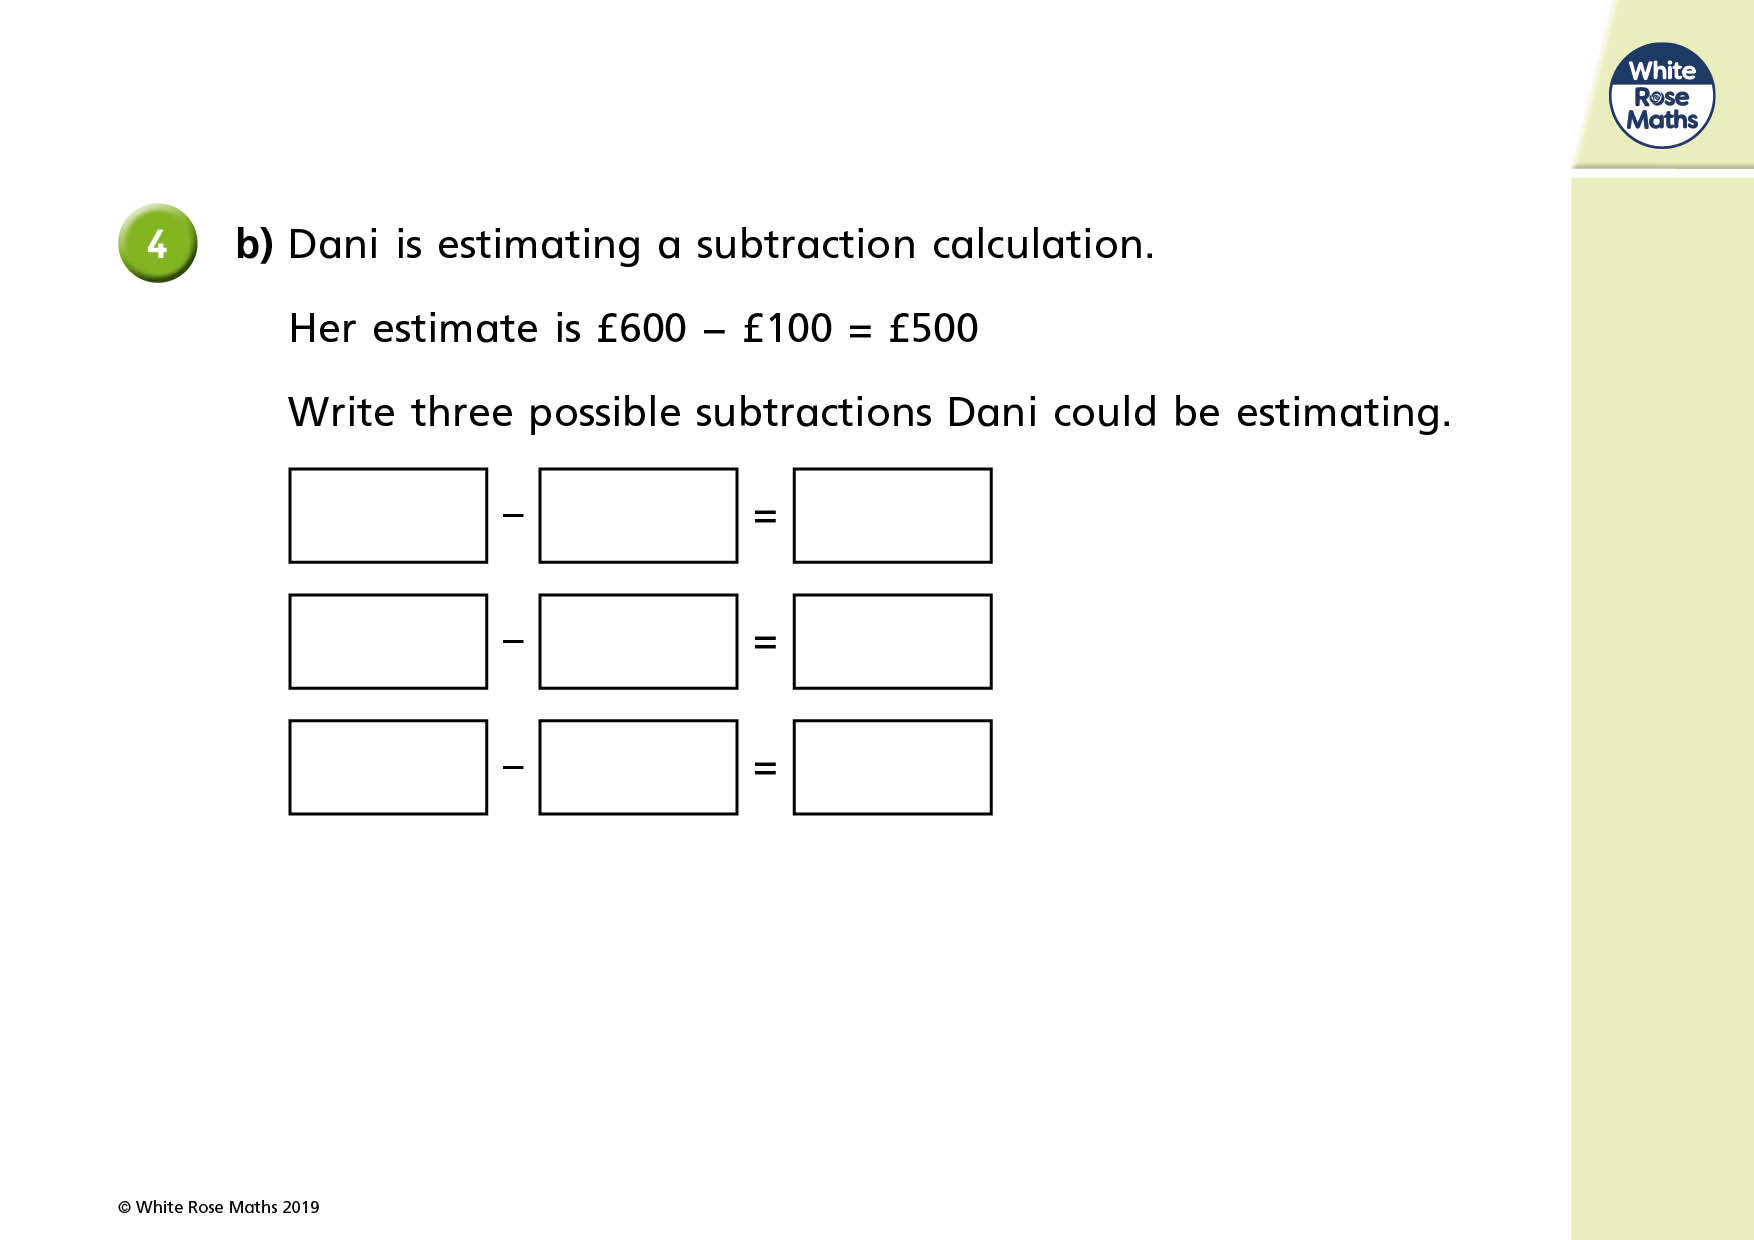 White
Rose
Maths
4 b) Dani is estimating a subtraction calculation.
Her estimate is £600 – £100 = £500
Write three possible subtractions Dani could be estimating.
– =
– =
– =
© White Rose Maths 2019